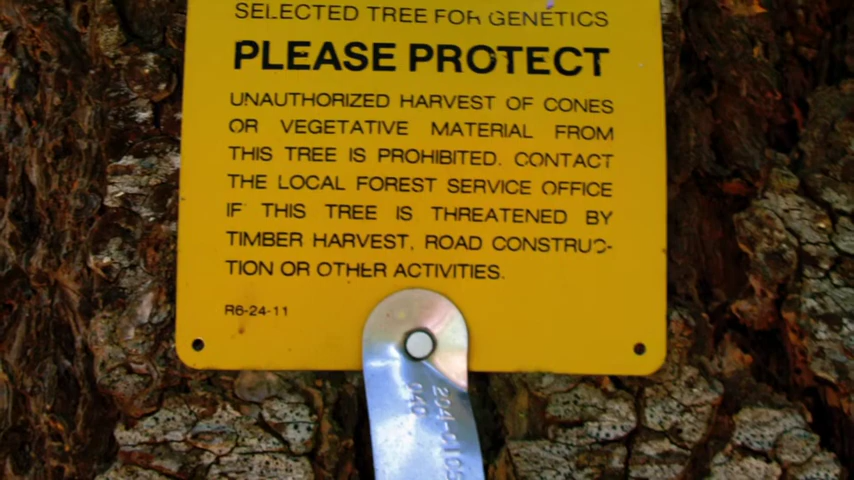 SELECTED TREE FOR GENETICS
PLEASE PROTECT
UNAUTHORIZED HARVEST OF CONES
OR VEGETATIVE MATERIAL FROM
THIS TREE IS PROHIBITED. CONTACT
THE LOCAL FOREST SERVICE OFFICE
IF THIS TREE IS THREATENED BY
TIMBER HARVEST, ROAD CONSTRUC-
TION OR OTHER ACTIVITIES.
R6-24-11
040